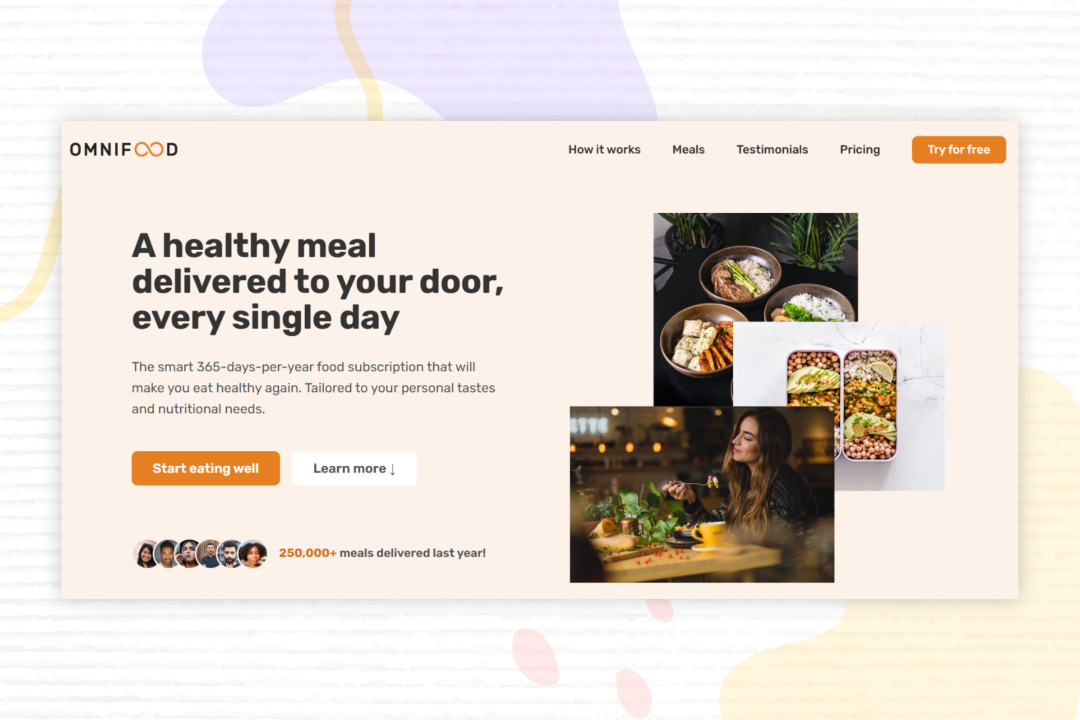 OMNIFOOD
How it works
Meals
Testimonials
Pricing
Try for free
A healthy meal
delivered to your door,
every single day
The smart 365-days-per-year food subscription that will
make you eat healthy again. Tailored to your personal tastes
and nutritional needs.
Start eating well
Learn more ↓
250,000+ meals delivered last year!